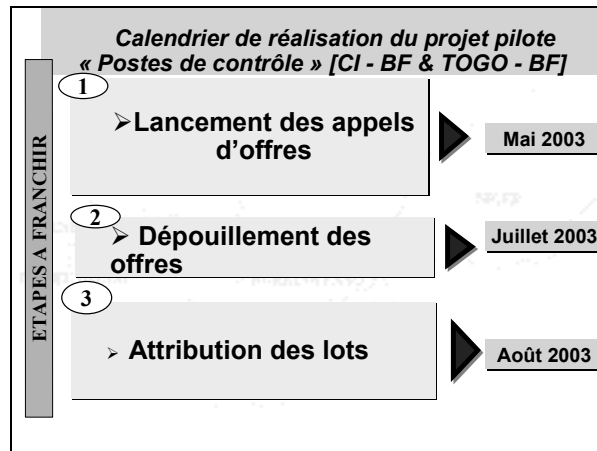 Calendrier de réalisation du projet pilote
« Postes de contrôle » [CI - BF & TOGO - BF]
ETAPES A FRANCHIR
1
➢Lancement des appels
d’offres
Mai 2003
2
➢ Dépouillement des
offres
Juillet 2003
3
➢ Attribution des lots
Août 2003